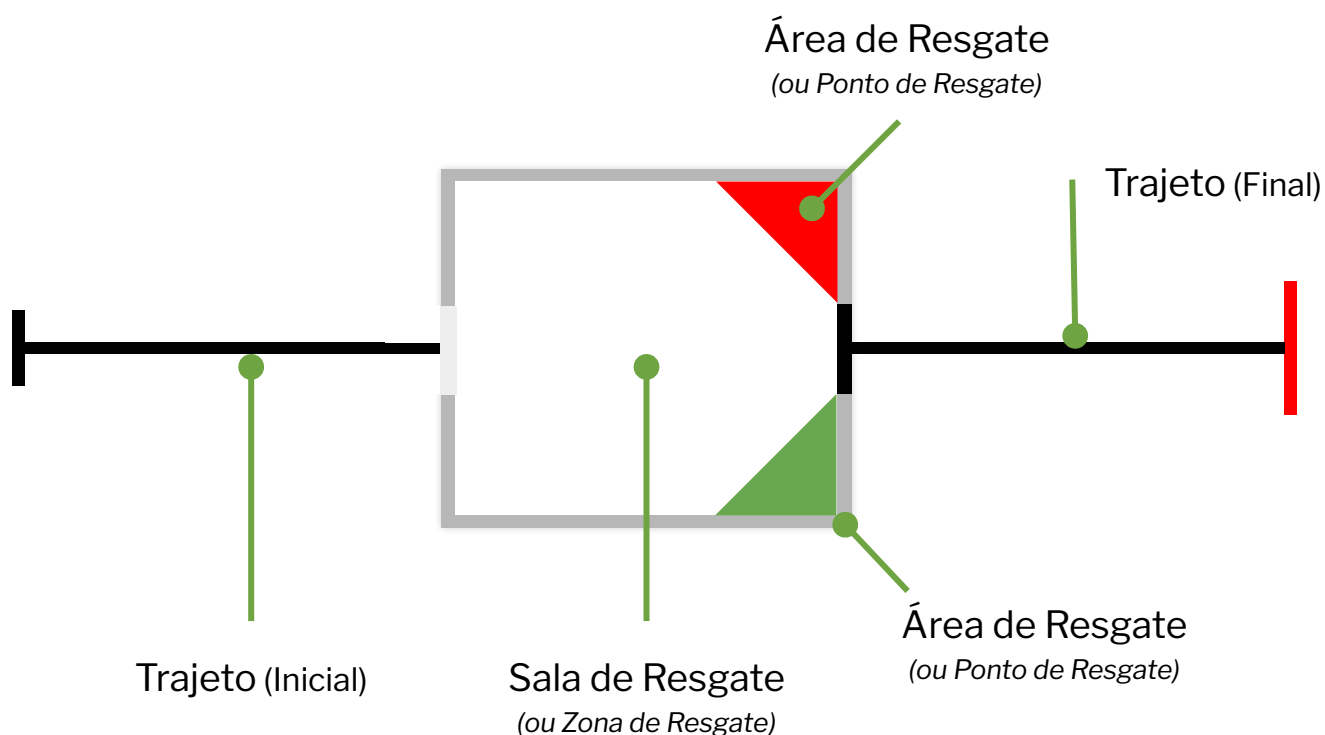 Área de Resgate
(ou Ponto de Resgate)
Trajeto (Final)
Área de Resgate
(ou Ponto de Resgate)
Trajeto (Inicial)
Sala de Resgate
(ou Zona de Resgate)